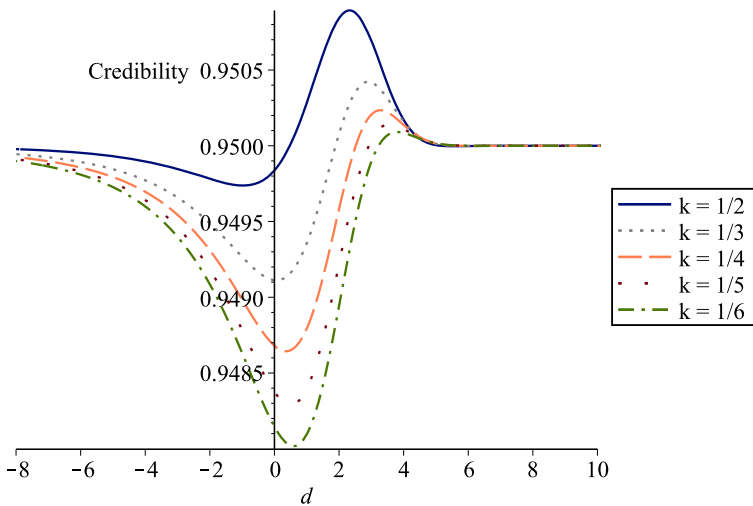 Credibility
0.9505
0.9500
0.9495
0.9490
0.9485
−8 −6 −4 −2 0 2 4 6 8 10
d
k = 1/2
k = 1/3
k = 1/4
k = 1/5
k = 1/6